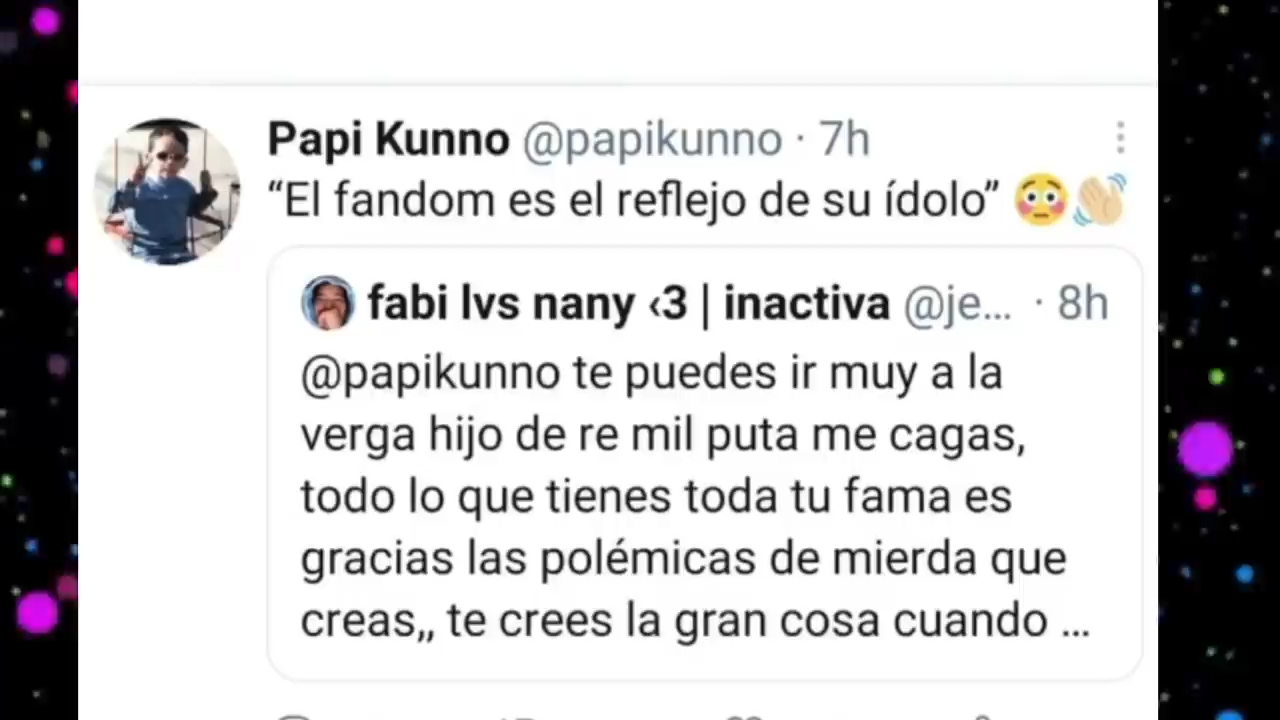 Papi Kunno @papikunno · 7h
“El fandom es el reflejo de su ídolo” 😳👏🏼
fabi lvs nany ‹3 | inactiva @je... · 8h
@papikunno te puedes ir muy a la
verga hijo de re mil puta me cagas,
todo lo que tienes toda tu fama es
gracias las polémicas de mierda que
creas,, te crees la gran cosa cuando ...